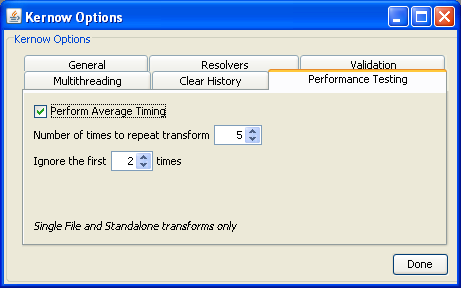 Kernow Options
Kernow Options
General Resolvers Validation
Multithreading Clear History Performance Testing
Perform Average Timing
Number of times to repeat transform 5
Ignore the first 2 times
Single File and Standalone transforms only
Done